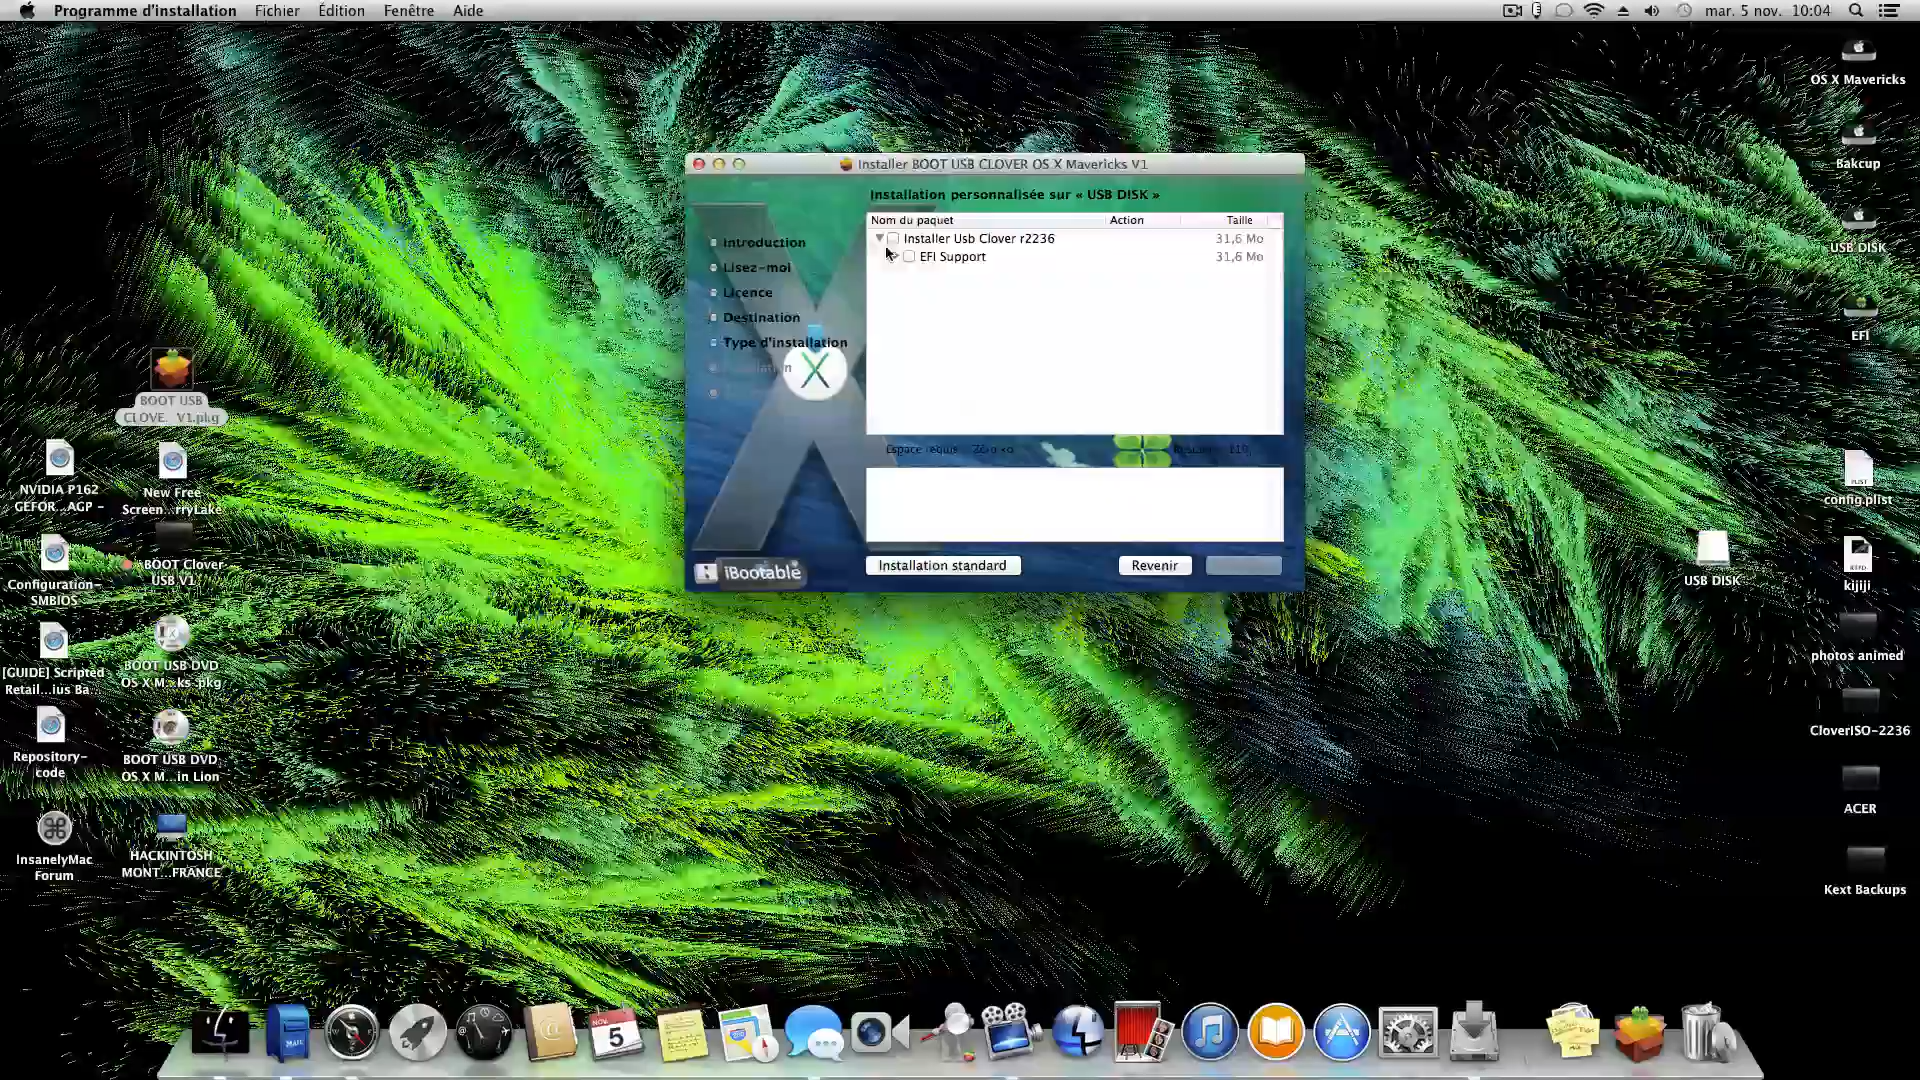 Programme d'installation Fichier Édition Fenêtre Aide
mar. 5 nov. 10:04
OS X Mavericks
Bakcup
USB DISK
EFI
config.plist
kijiji
photos animed
CloverISO-2236
ACER
Kext Backups
USB DISK
BOOT USB
CLOVE... V1.pkg
NVIDIA P162
GEFOR...AGP -
New Free
Screen...rryLake
Configuration-
SMBIOS
BOOT Clover
USB V1
[GUIDE] Scripted
Retail...ius Ba...
BOOT USB DVD
OS X M...ks .pkg
Repository-
code
BOOT USB DVD
OS X M...in Lion
InsanelyMac
Forum
HACKINTOSH
MONT...FRANCE
Installer BOOT USB CLOVER OS X Mavericks V1
Installation personnalisée sur « USB DISK »
Introduction
Lisez-moi
Licence
Destination
Type d'installation
Nom du paquet Action Taille
Installer Usb Clover r2236 31,6 Mo
EFI Support 31,6 Mo
Espace requis : Zéro ko
iBootable
Installation standard
Revenir
MAIL
NOV.
5